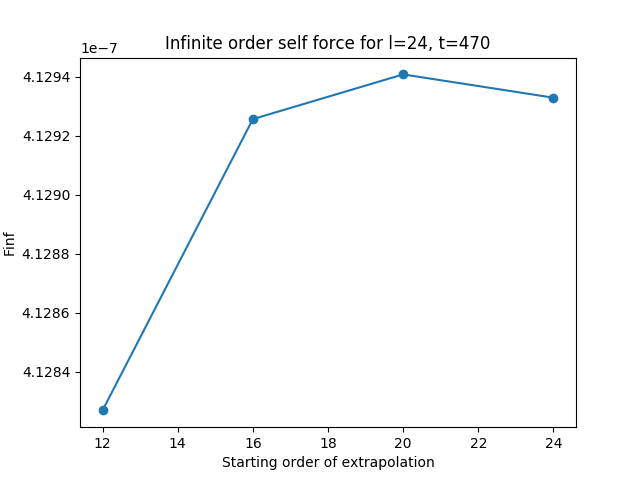 Infinite order self force for l=24, t=470
1e−7
4.1294
4.1292
4.1290
4.1288
4.1286
4.1284
Finf
12 14 16 18 20 22 24
Starting order of extrapolation